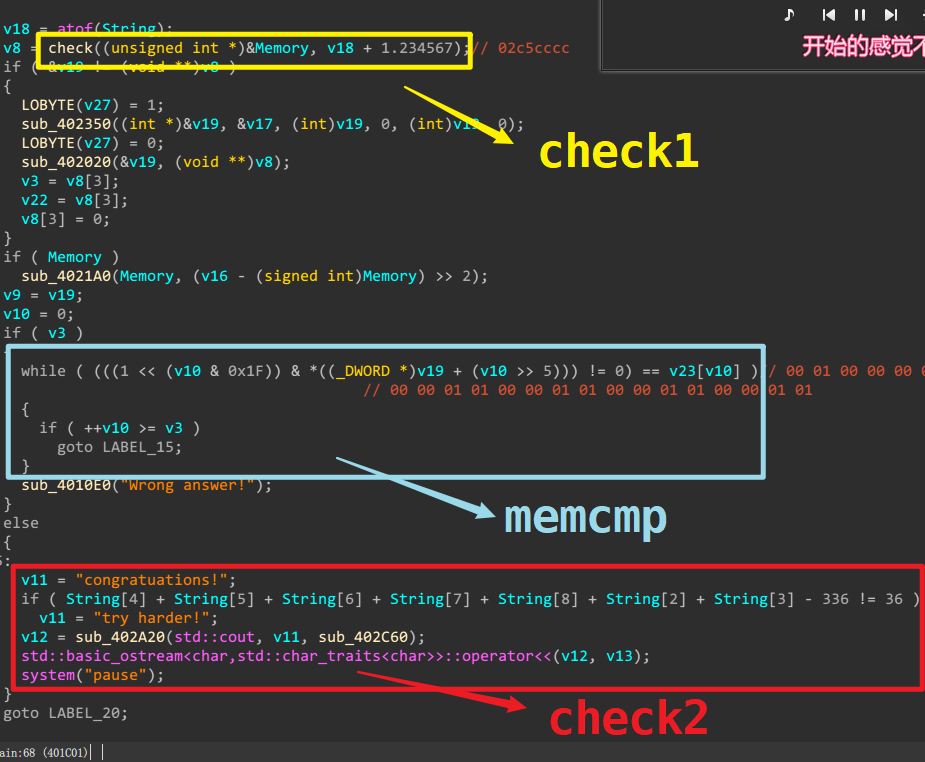 开始的感觉不
v18 = atof(String);
v8 = check((unsigned int *)&Memory, v18 + 1.234567);// 02c5cccc
if ( &v19 != (void **)v8 )
{
LOBYTE(v27) = 1;
sub_402350((int *)&v19, &v17, (int)v19, 0, (int)v19, 0);
LOBYTE(v27) = 0;
sub_402020(&v19, (void **)v8);
v3 = v8[3];
v22 = v8[3];
v8[3] = 0;
}
check1
if ( Memory )
sub_4021A0(Memory, (v16 - (signed int)Memory) >> 2);
v9 = v19;
v10 = 0;
if ( v3 )
while ( (((1 << (v10 & 0x1F)) & *((_DWORD *)v19 + (v10 >> 5))) != 0) == v23[v10] )// 00 01 00 00 00
// 00 00 01 01 00 00 01 01 00 00 01 01 00 00 01 01
{
if ( ++v10 >= v3 )
goto LABEL_15;
}
sub_4010E0("Wrong answer!");
}
memcmp
else
{
v11 = "congratuations!";
if ( String[4] + String[5] + String[6] + String[7] + String[8] + String[2] + String[3] - 336 != 36 )
v11 = "try harder!";
v12 = sub_402A20(std::cout, v11, sub_402C60);
std::basic_ostream<char,std::char_traits<char>>::operator<<(v12, v13);
system("pause");
}
goto LABEL_20;
check2
ain:68 (401C01)